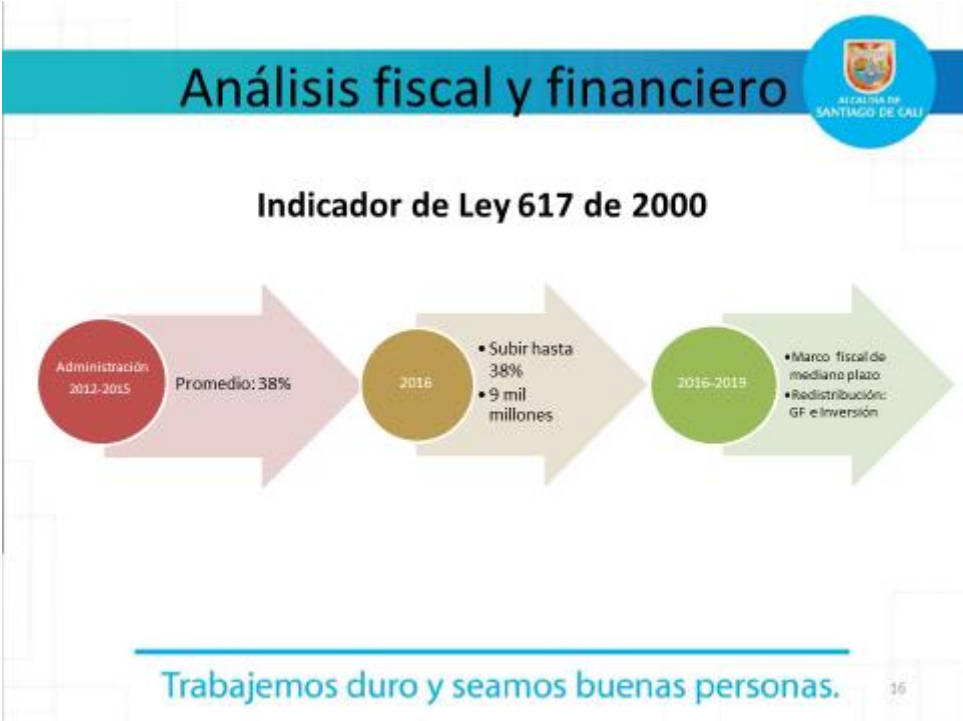 Análisis fiscal y financiero
ALCALDÍA DE
SANTIAGO DE CALI
Indicador de Ley 617 de 2000
Administración
2012-2015
Promedio: 38%
2016
• Subir hasta
38%
• 9 mil
millones
2016-2019
•Marco fiscal de
mediano plazo
•Redistribución:
GF e Inversión
Trabajemos duro y seamos buenas personas.
16